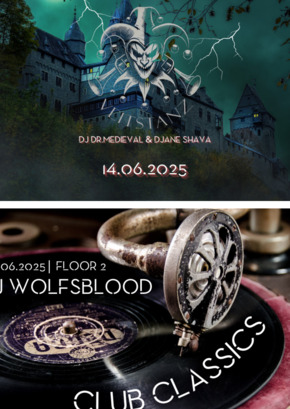 DJ DR.MEDIEVAL & DJANE SHAVA
14.06.2025
.06.2025| FLOOR 2
J WOLFSBLOOD
CLUB CLASSICS